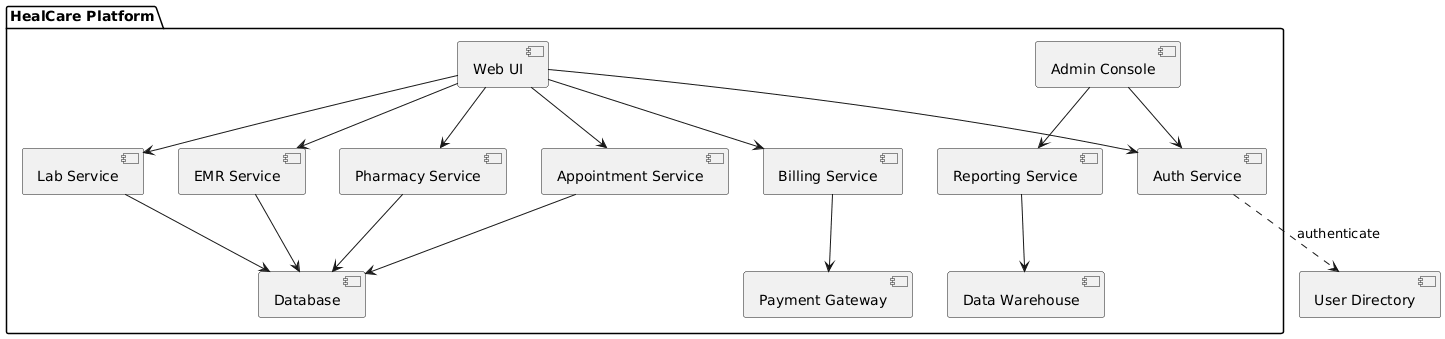 HealCare Platform
Web UI
Admin Console
Lab Service
EMR Service
Pharmacy Service
Appointment Service
Billing Service
Reporting Service
Auth Service
authenticate
Database
Payment Gateway
Data Warehouse
User Directory